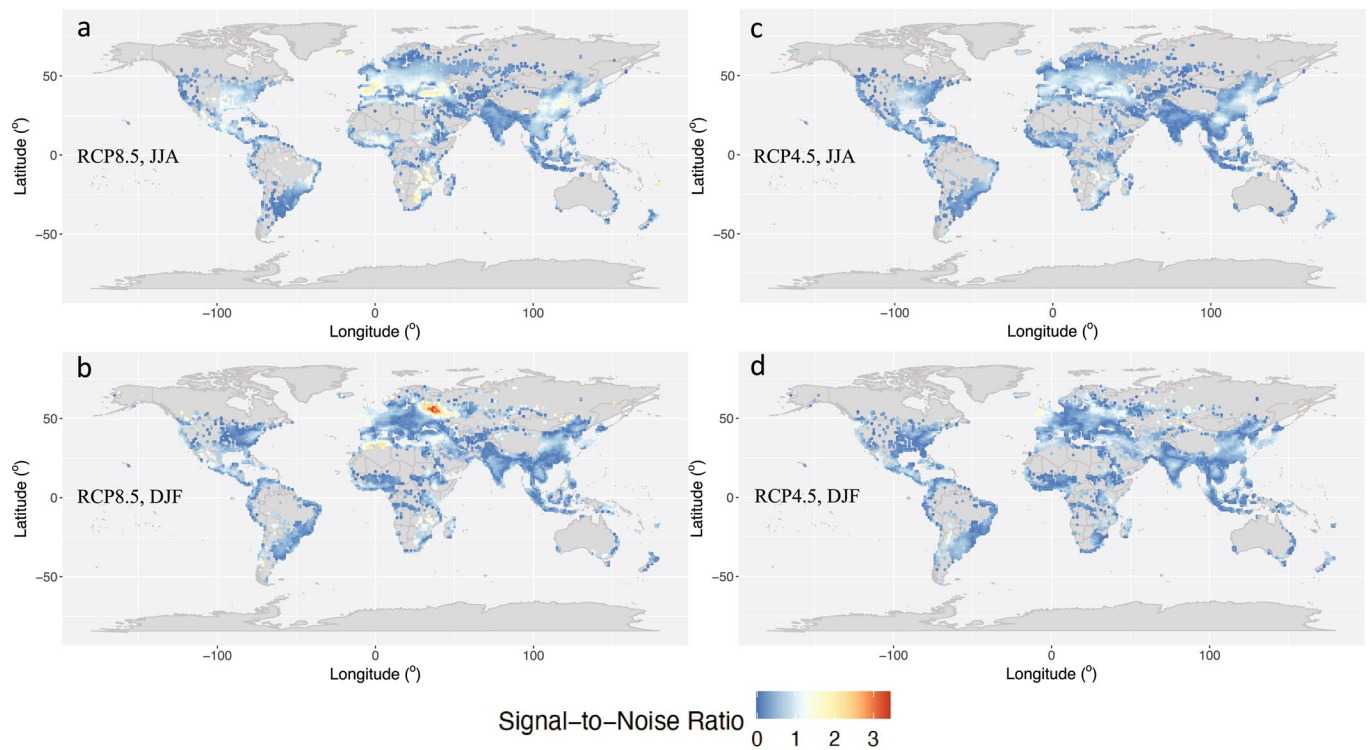 a
50
0
−50
Latitude (°)
RCP8.5, JJA
−100
0
100
Longitude (°)
c
50
0
−50
Latitude (°)
RCP4.5, JJA
−100
0
100
Longitude (°)
b
50
0
−50
Latitude (°)
RCP8.5, DJF
−100
0
100
Longitude (°)
d
50
0
−50
Latitude (°)
RCP4.5, DJF
−100
0
100
Longitude (°)
Signal−to−Noise Ratio
0 1 2 3